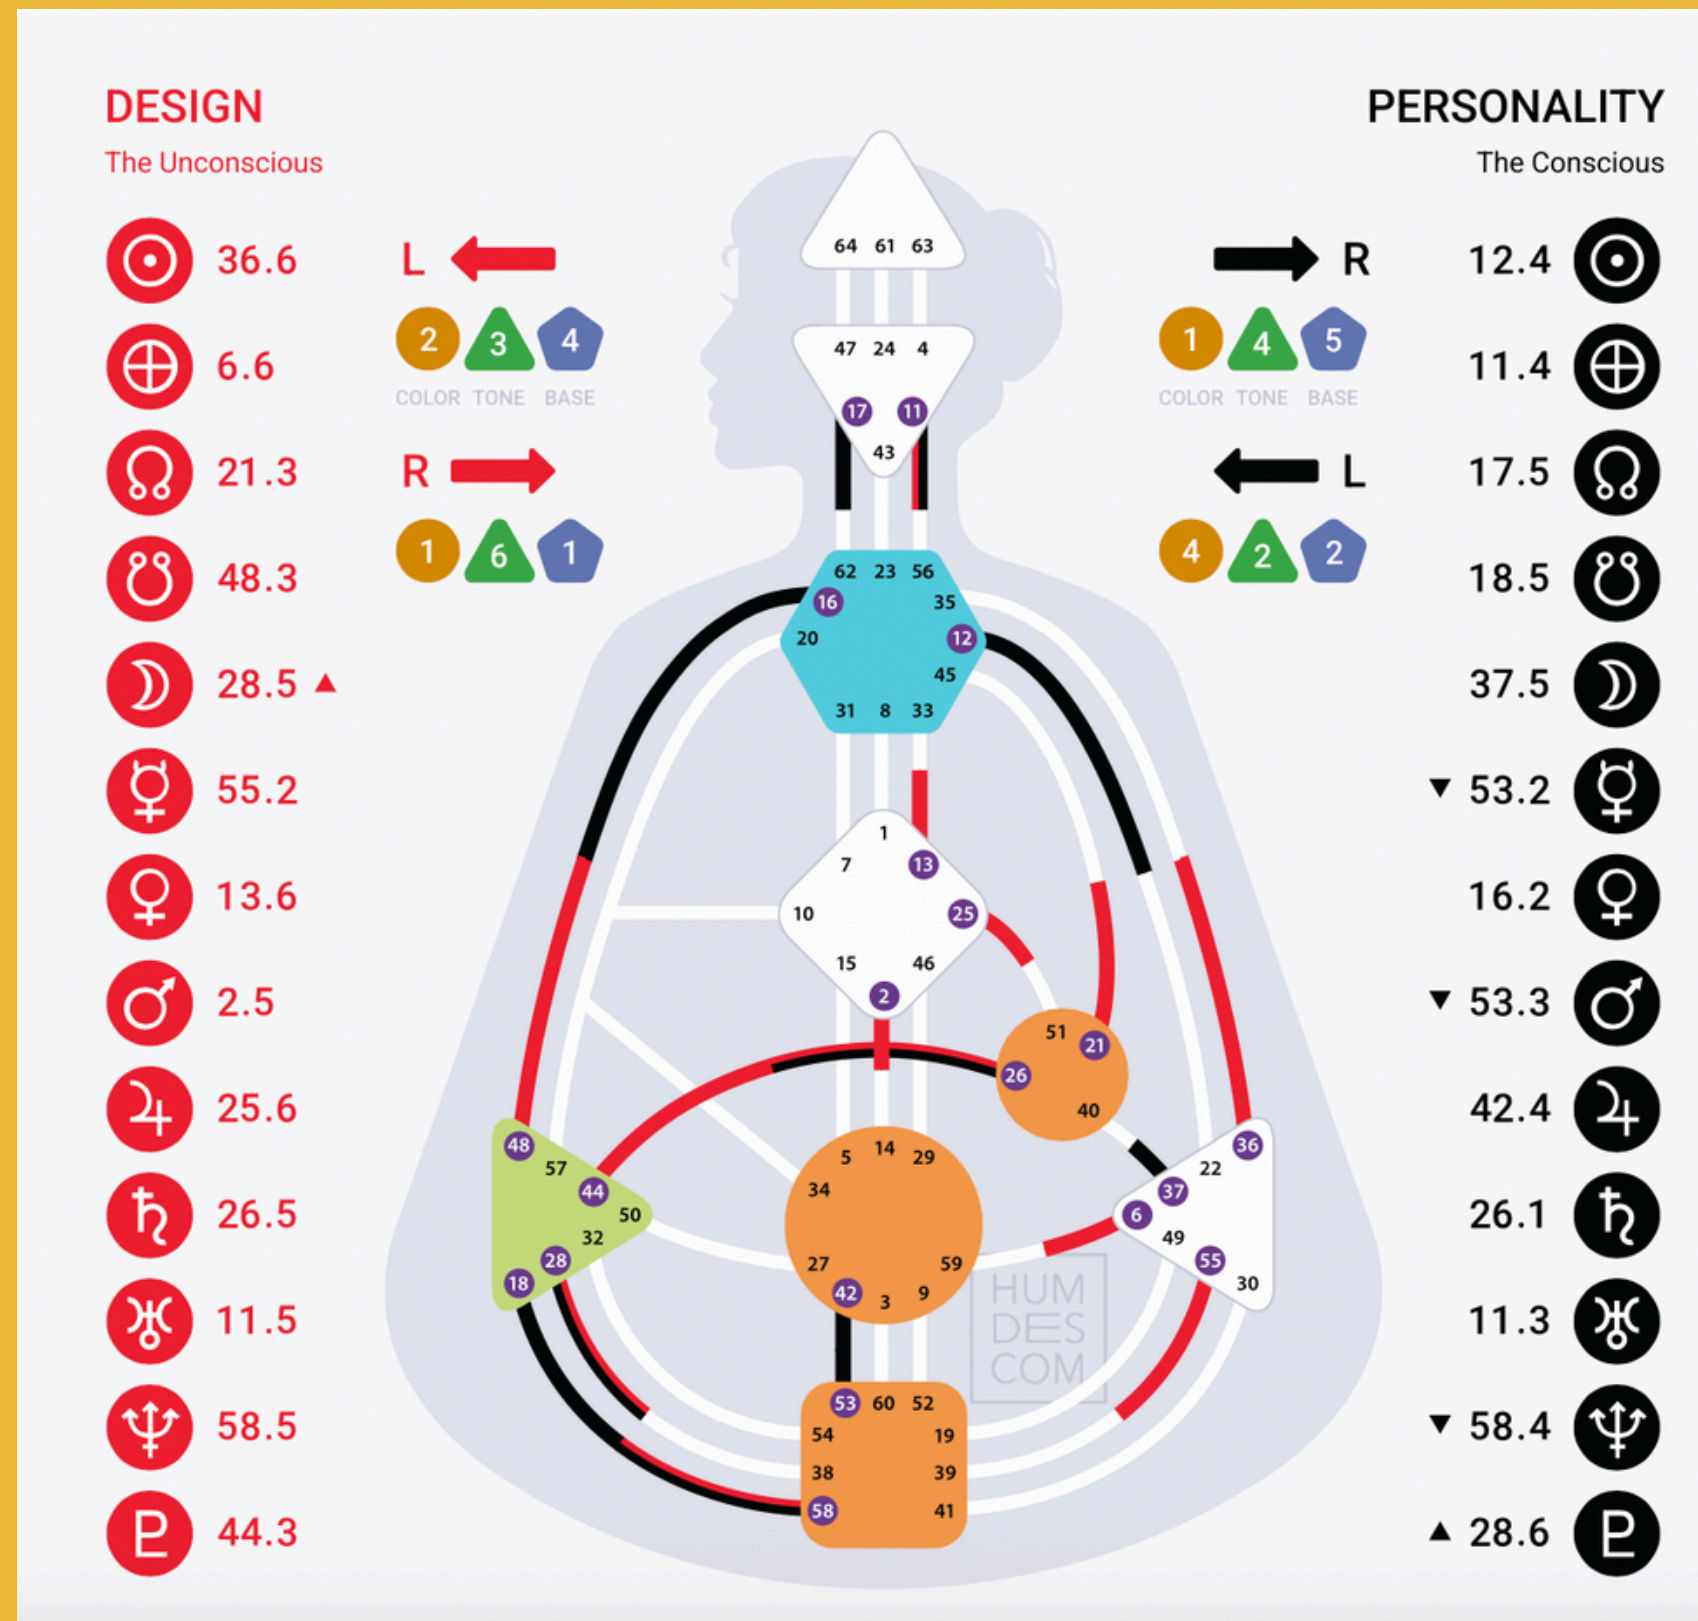 DESIGN
The Unconscious
PERSONALITY
The Conscious
36.6
6.6
21.3
48.3
28.5 ▲
55.2
13.6
2.5
25.6
26.5
11.5
58.5
44.3
L
2 3 4
COLOR TONE BASE
R
1 6 1
R
1 4 5
COLOR TONE BASE
L
4 2 2
12.4
11.4
17.5
18.5
37.5
▼ 53.2
16.2
▼ 53.3
42.4
26.1
11.3
▼ 58.4
▲ 28.6
64 61 63
47 24 4
17 11
43
62 23 56
16 35
20 12
45
31 8 33
1
7 13
10 25
15 46
2
51 21
26
40
48
57
44
50
32
28
18
5 14 29
34
27 59
42 3 9
36
22
37
6
49
55
30
53 60 52
54 19
38 39
58 41
HUM
DES
COM